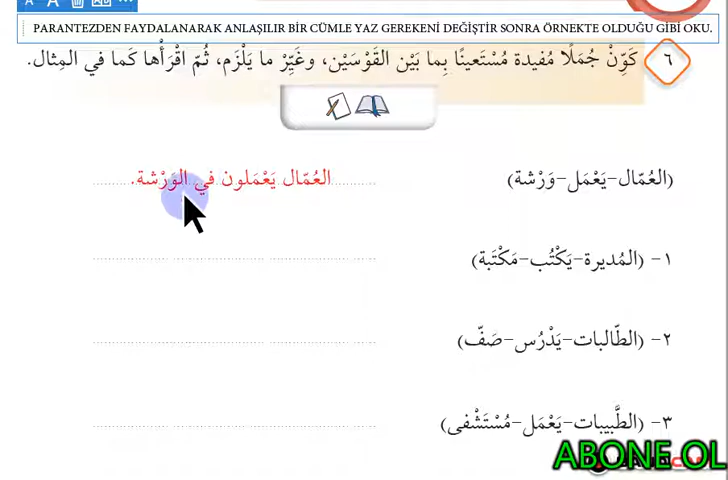 PARANTEZDEN FAYDALANARAK ANLAŞILIR BİR CÜMLE YAZ GEREKENİ DEĞİŞTİR SONRA ÖRNEKTE OLDUĞU GİBİ OKU.
٦ كَوِّنْ جُمَلًا مُفيدة مُسْتَعينًا بِما بَيْن القَوْسَيْن، وغَيِّرْ ما يَلْزَم، ثُمّ اقْرَأْها كَما في المِثال.
(العُمّال-يَعْمَل-وَرْشة) العُمّال يَعْمَلون في الوَرْشة.
١- (المُديرة-يَكْتُب-مَكْتَبة)
٢- (الطّالبات-يَدْرُس-صَفّ)
٣- (الطَّبيبات-يَعْمَل-مُسْتَشْفى)
ABONE OL